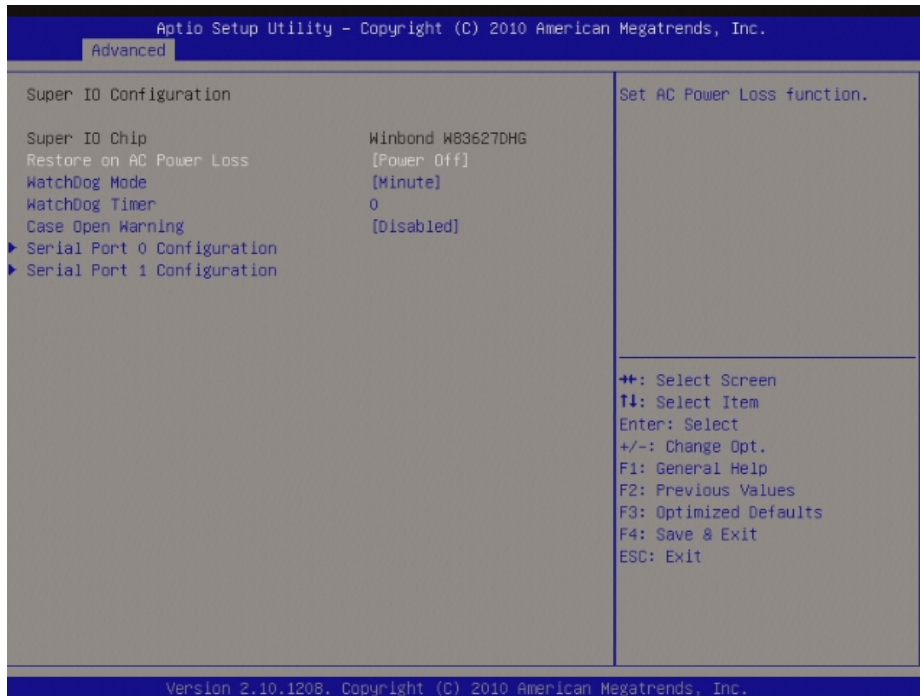 Aptio Setup Utility – Copyright (C) 2010 American Megatrends, Inc.
Advanced
Super IO Configuration
Super IO Chip Winbond W83627DHG
Restore on AC Power Loss [Power Off]
WatchDog Mode [Minute]
WatchDog Timer 0
Case Open Warning [Disabled]
▶ Serial Port 0 Configuration
▶ Serial Port 1 Configuration
Set AC Power Loss function.
→←: Select Screen
↑↓: Select Item
Enter: Select
+/-: Change Opt.
F1: General Help
F2: Previous Values
F3: Optimized Defaults
F4: Save & Exit
ESC: Exit
Version 2.10.1208. Copyright (C) 2010 American Megatrends, Inc.